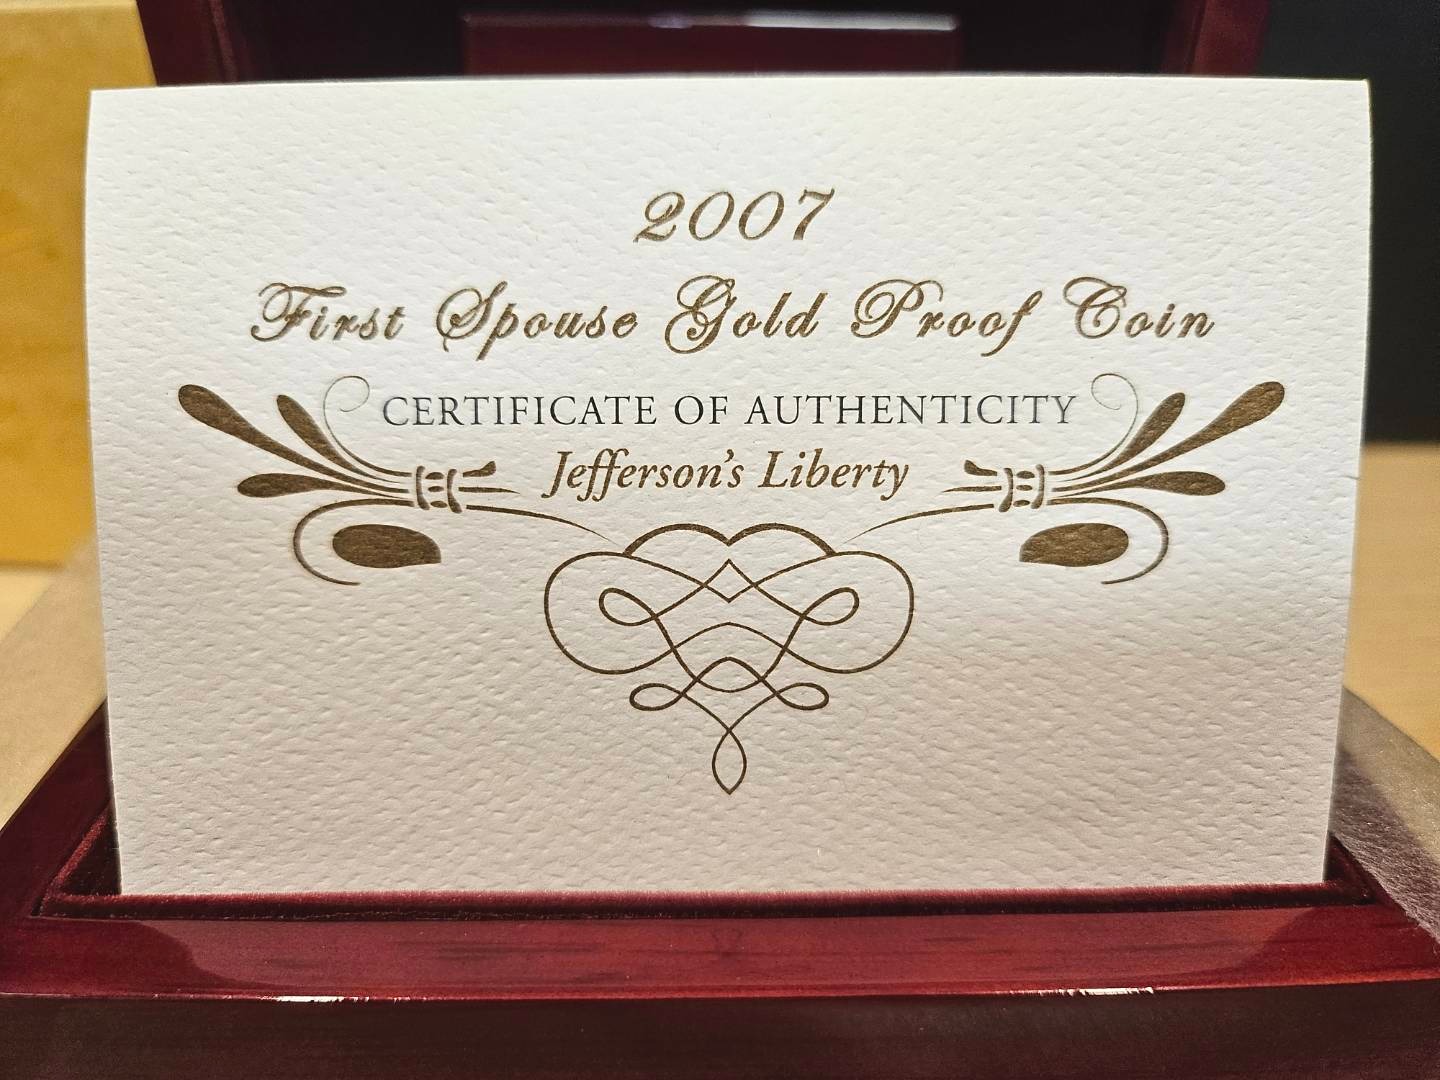 2007
First Spouse Gold Proof Coin
CERTIFICATE OF AUTHENTICITY
Jefferson's Liberty